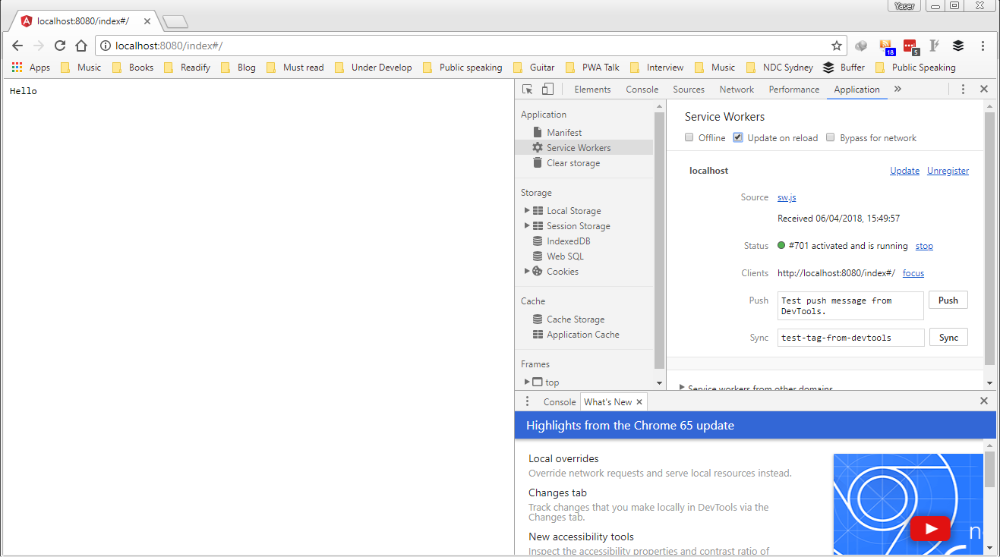 Yaser
localhost:8080/index#/
localhost:8080/index#/
18
5
Apps Music Books Readify Blog Must read Under Develop Public speaking Guitar PWA Talk Interview Music NDC Sydney Buffer Public Speaking
Hello
Elements Console Sources Network Performance Application
Application
Manifest
Service Workers
Clear storage
Storage
Local Storage
Session Storage
IndexedDB
Web SQL
Cookies
Cache
Cache Storage
Application Cache
Frames
top
Service Workers
Offline Update on reload Bypass for network
localhost Update Unregister
Source sw.js
Received 06/04/2018, 15:49:57
Status #701 activated and is running stop
Clients http://localhost:8080/index#/ focus
Push Test push message from DevTools. Push
Sync test-tag-from-devtools Sync
Service workers from other domains
Console What's New
Highlights from the Chrome 65 update
Local overrides
Override network requests and serve local resources instead.
Changes tab
Track changes that you make locally in DevTools via the
Changes tab.
New accessibility tools
Inspect the accessibility properties and contrast ratio of